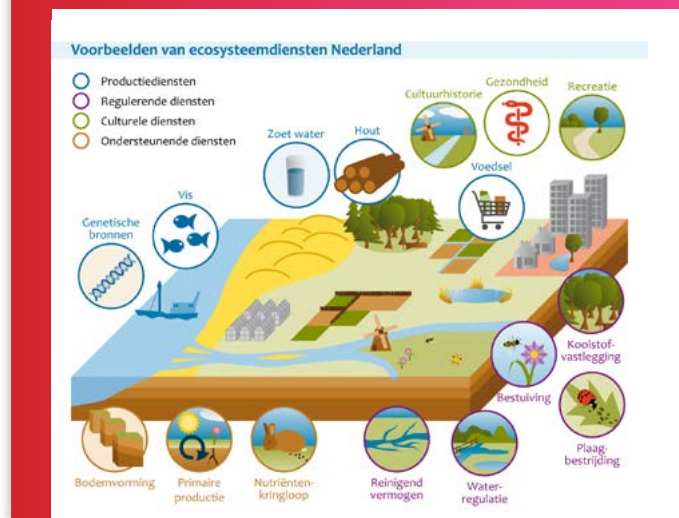 Voorbeelden van ecosysteemdiensten Nederland
Productiediensten
Regulerende diensten
Culturele diensten
Ondersteunende diensten
Cultuurhistorie
Gezondheid
Recreatie
Zoet water
Hout
Voedsel
Vis
Genetische
bronnen
Koolstof-
vastlegging
Bestuiving
Plaag-
bestrijding
Bodemvorming
Primaire
productie
Nutriënten-
kringloop
Reinigend
vermogen
Water-
regulatie